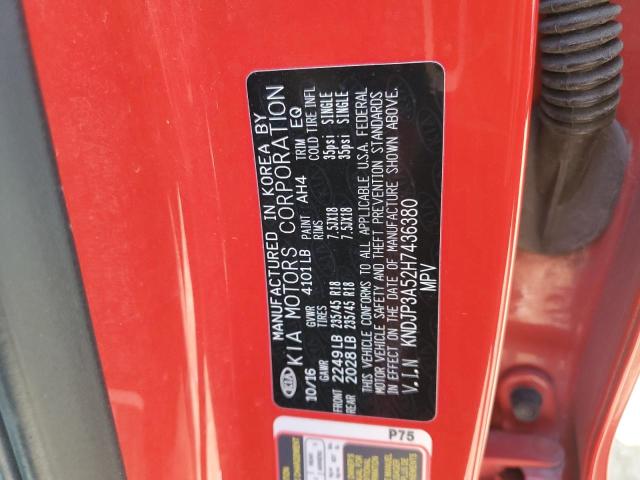 KIA
MANUFACTURED IN KOREA BY
KIA MOTORS CORPORATION
10/16 GVWR 4101LB PAINT AH4 TRIM EQ
GAWR TIRES RIMS COLD TIRE INFL
FRONT 2249LB 235/45 R18 7.5JX18 35psi SINGLE
REAR 2028LB 235/45 R18 7.5JX18 35psi SINGLE
THIS VEHICLE CONFORMS TO ALL APPLICABLE U.S.A. FEDERAL
MOTOR VEHICLE SAFETY AND THEFT PREVENTION STANDARDS
IN EFFECT ON THE DATE OF MANUFACTURE SHOWN ABOVE.
V.I.N KNDJP3A52H7436380
MPV
P75